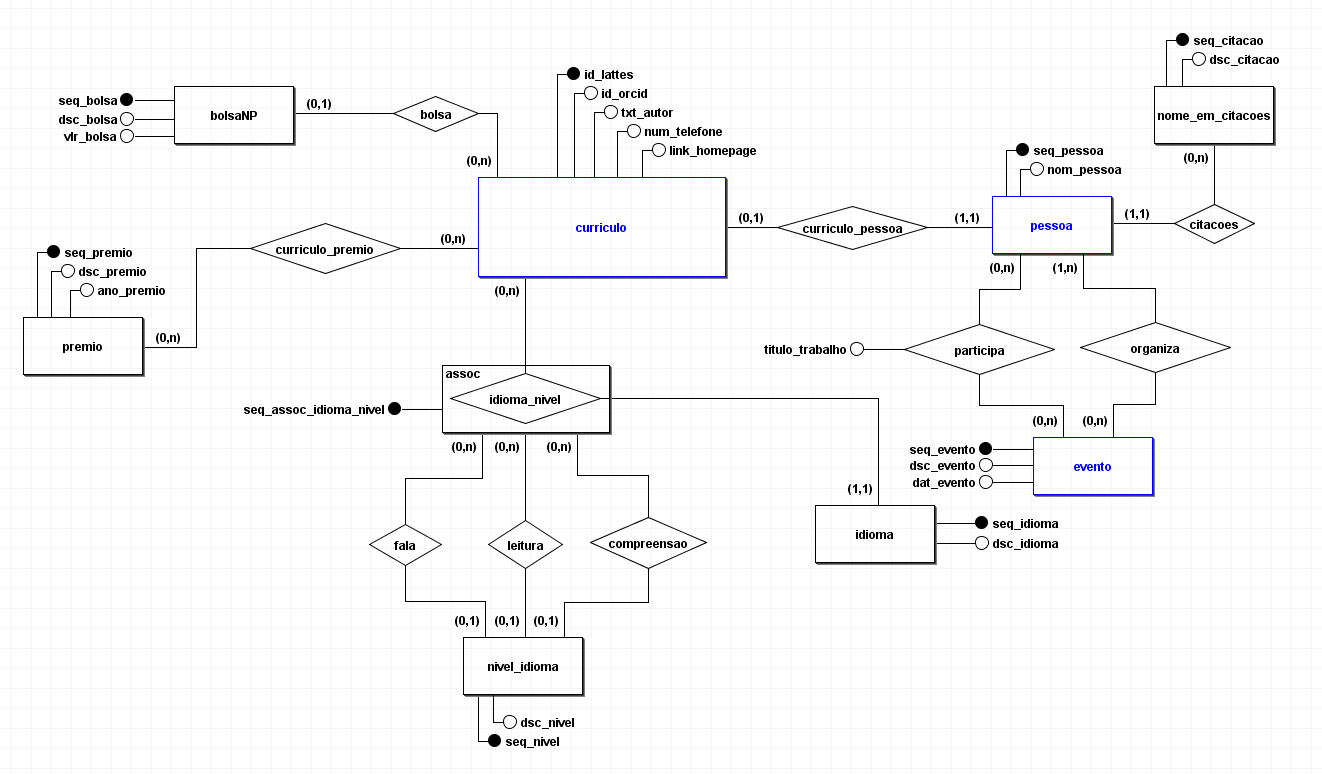 seq_citacao
dsc_citacao
nome_em_citacoes
(0,n)
citacoes
id_lattes
id_orcid
txt_autor
num_telefone
link_homepage
seq_bolsa
dsc_bolsa
vlr_bolsa
bolsaNP
(0,1)
bolsa
(0,n)
curriculo
(0,1)
curriculo_pessoa
(1,1)
seq_pessoa
nom_pessoa
pessoa
(1,1)
(0,n)
(1,n)
curriculo_premio
(0,n)
seq_premio
dsc_premio
ano_premio
premio
(0,n)
(0,n)
titulo_trabalho
participa
organiza
assoc
idioma_nivel
seq_assoc_idioma_nivel
(0,n)
(0,n)
(0,n)
(0,n)
(0,n)
seq_evento
dsc_evento
dat_evento
evento
(1,1)
idioma
seq_idioma
dsc_idioma
fala
leitura
compreensao
(0,1)
(0,1)
(0,1)
nivel_idioma
dsc_nivel
seq_nivel